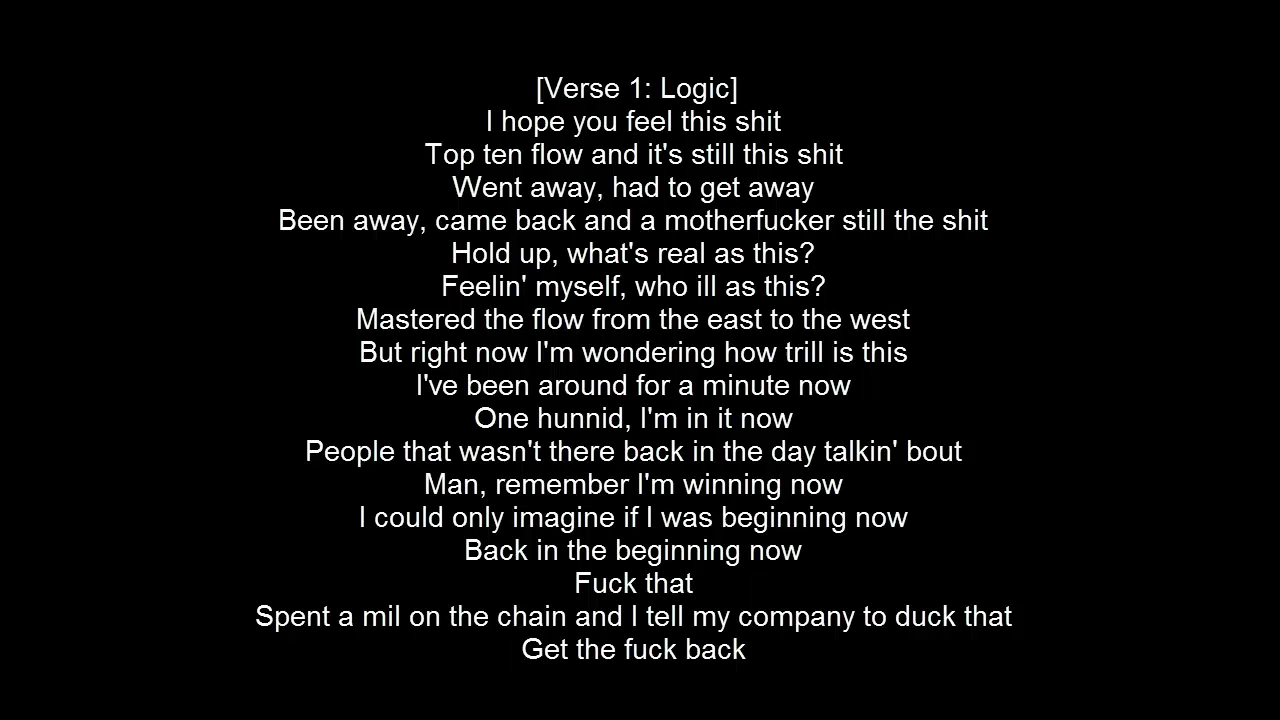 [Verse 1: Logic]
I hope you feel this shit
Top ten flow and it's still this shit
Went away, had to get away
Been away, came back and a motherfucker still the shit
Hold up, what's real as this?
Feelin' myself, who ill as this?
Mastered the flow from the east to the west
But right now I'm wondering how trill is this
I've been around for a minute now
One hunnid, I'm in it now
People that wasn't there back in the day talkin' bout
Man, remember I'm winning now
I could only imagine if I was beginning now
Back in the beginning now
Fuck that
Spent a mil on the chain and I tell my company to duck that
Get the fuck back